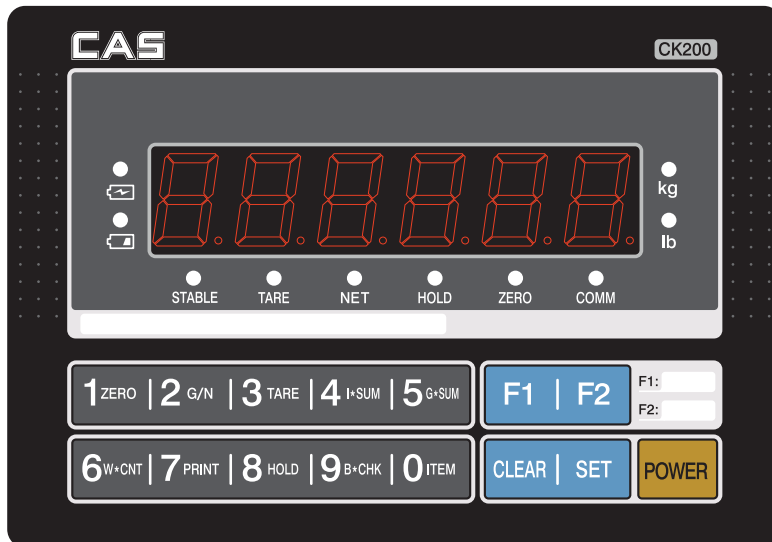 CAS
CK200
kg
lb
STABLE TARE NET HOLD ZERO COMM
1 ZERO 2 G/N 3 TARE 4 I*SUM 5 G*SUM
F1 F2
F1:
F2:
6 W*CNT 7 PRINT 8 HOLD 9 B*CHK 0 ITEM
CLEAR SET
POWER